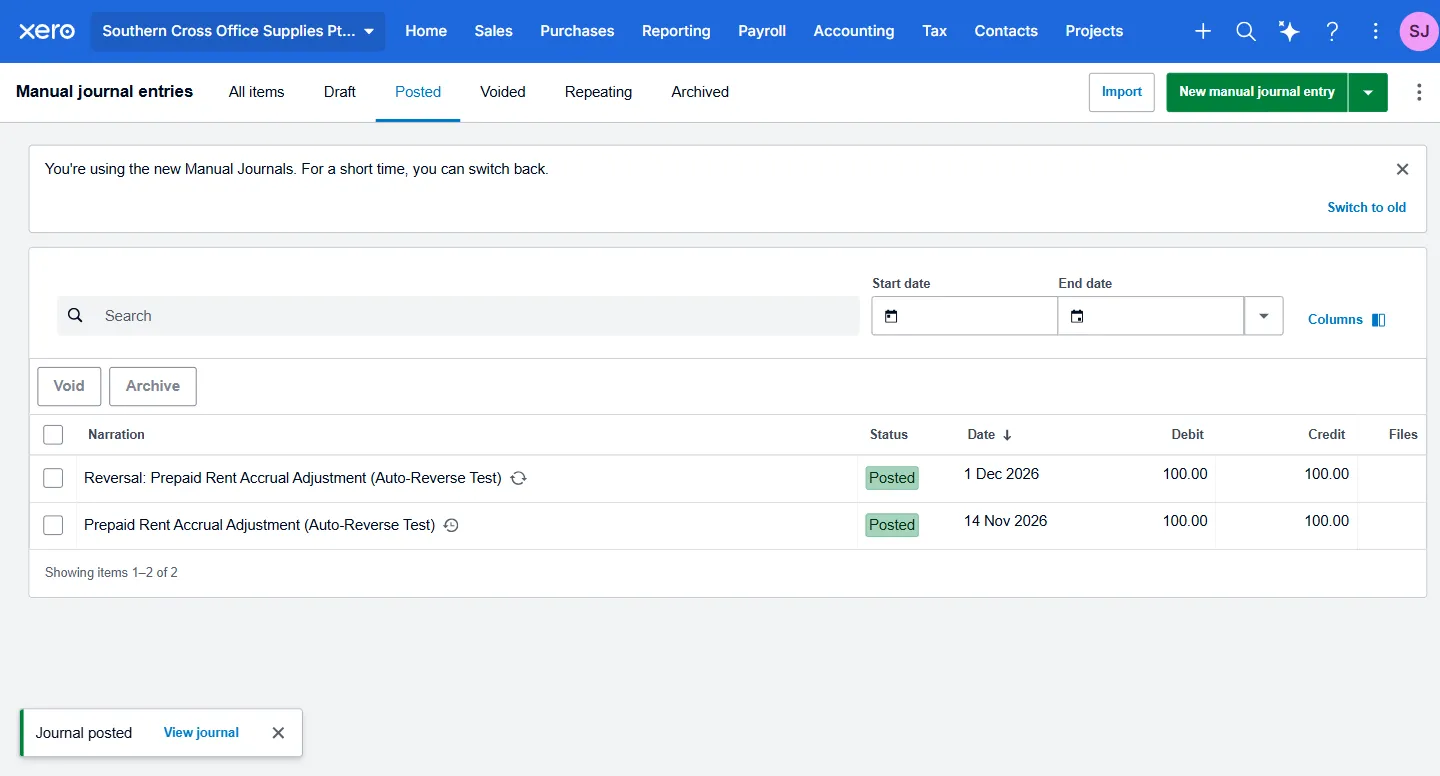 xero Southern Cross Office Supplies Pt... Home Sales Purchases Reporting Payroll Accounting Tax Contacts Projects SJ
Manual journal entries All items Draft Posted Voided Repeating Archived Import New manual journal entry
You're using the new Manual Journals. For a short time, you can switch back.
Switch to old
Start date End date
Search Columns
Void Archive
Narration Status Date Debit Credit Files
Reversal: Prepaid Rent Accrual Adjustment (Auto-Reverse Test) Posted 1 Dec 2026 100.00 100.00
Prepaid Rent Accrual Adjustment (Auto-Reverse Test) Posted 14 Nov 2026 100.00 100.00
Showing items 1–2 of 2
Journal posted View journal